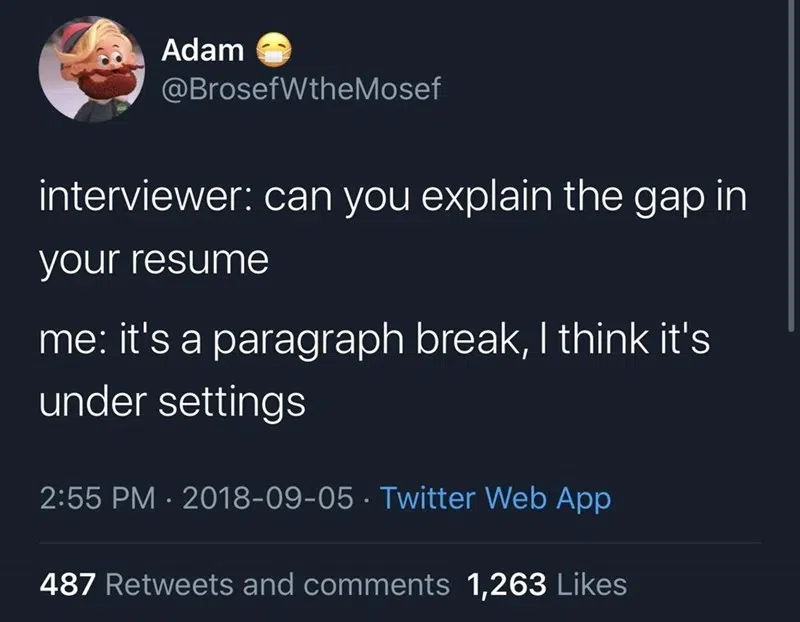 Adam 😷
@BrosefWtheMosef
interviewer: can you explain the gap in
your resume
me: it's a paragraph break, I think it's
under settings
2:55 PM · 2018-09-05 · Twitter Web App
487 Retweets and comments 1,263 Likes